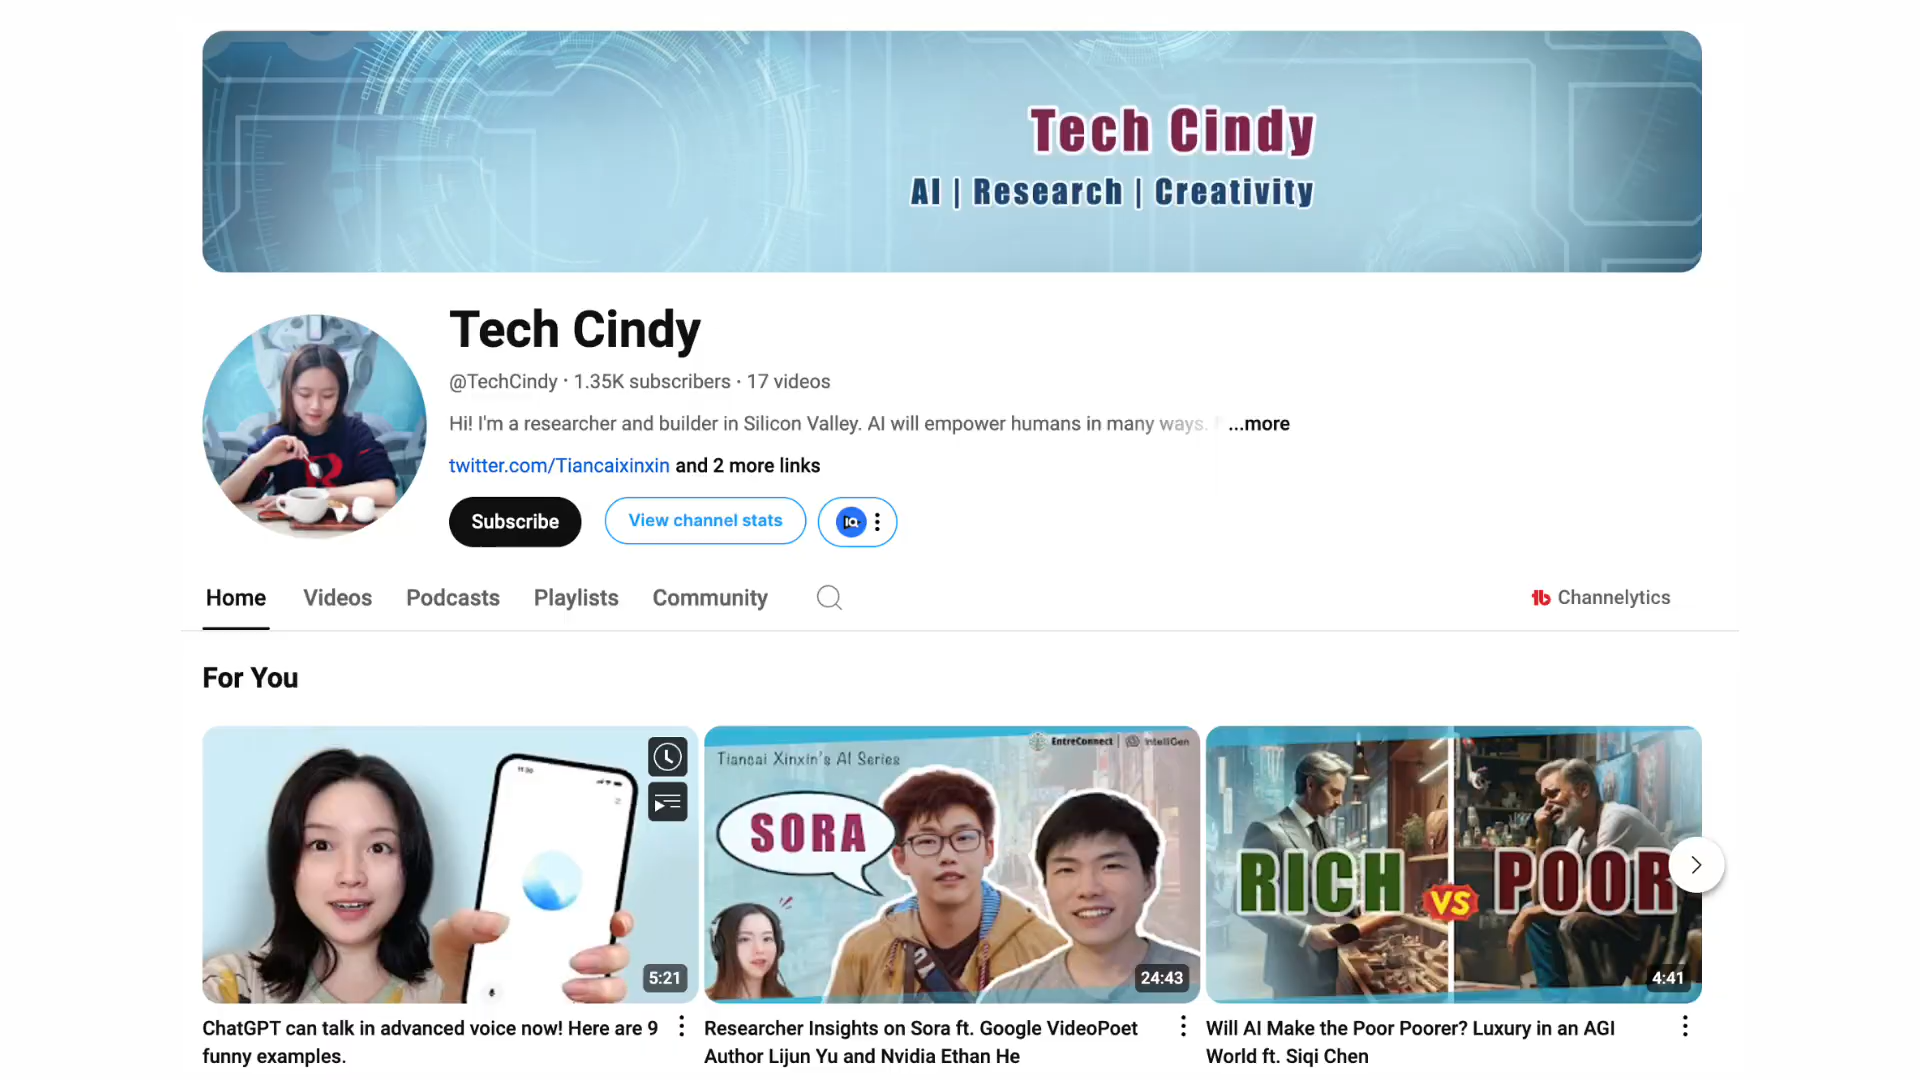 Tech Cindy
AI | Research | Creativity
Tech Cindy
@TechCindy · 1.35K subscribers · 17 videos
Hi! I'm a researcher and builder in Silicon Valley. AI will empower humans in many ways. ...more
twitter.com/Tiancaixinxin and 2 more links
Subscribe
View channel stats
Home
Videos
Podcasts
Playlists
Community
Channelytics
For You
5:21
ChatGPT can talk in advanced voice now! Here are 9
funny examples.
EntreConnect | IntelliGen
Tiancai Xinxin's AI Series
SORA
24:43
Researcher Insights on Sora ft. Google VideoPoet
Author Lijun Yu and Nvidia Ethan He
RICH VS POOR
4:41
Will AI Make the Poor Poorer? Luxury in an AGI
World ft. Siqi Chen